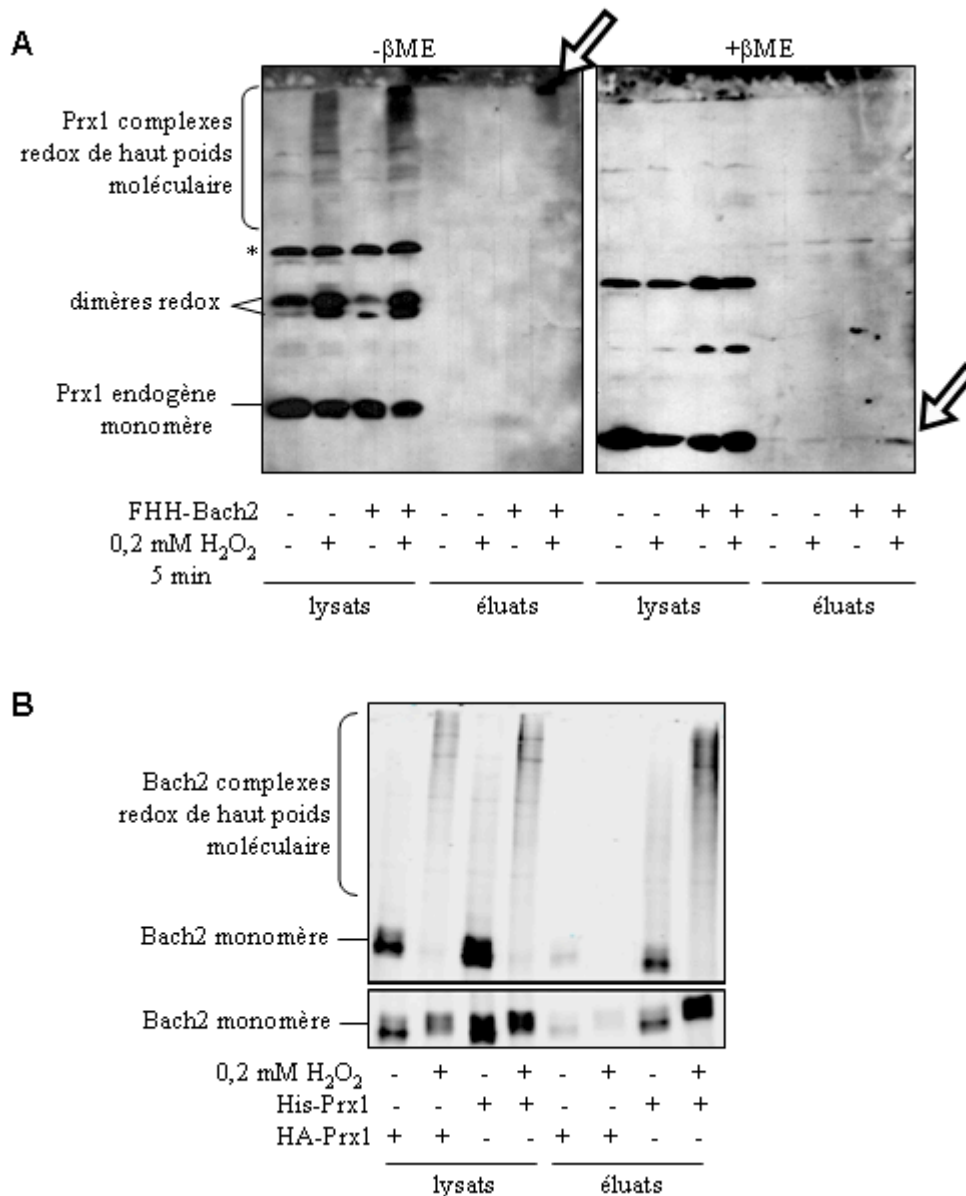 A
-βME
+βME
Prx1 complexes
redox de haut poids
moléculaire
*
dimères redox
Prx1 endogène
monomère
FHH-Bach2 - - + + - - + + - - + + - - + +
0,2 mM H₂O₂ - + - + - + - + - + - + - + - +
5 min
lysats éluats lysats éluats
B
Bach2 complexes
redox de haut poids
moléculaire
Bach2 monomère
Bach2 monomère
0,2 mM H₂O₂ - + - + - + - +
His-Prx1 - - + + - - + +
HA-Prx1 + + - - + + - -
lysats éluats